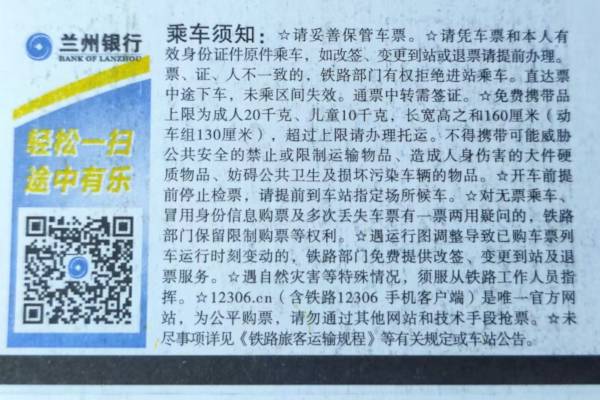 兰州银行
BANK OF LANZHOU
轻松一扫
途中有乐
乘车须知：☆请妥善保管车票。☆请凭车票和本人有
效身份证件原件乘车，如改签、变更到站或退票请提前办理。
票、证、人不一致的，铁路部门有权拒绝进站乘车。直达票
中途下车，未乘区间失效。通票中转需签证。☆免费携带品
上限为成人20千克、儿童10千克，长宽高之和160厘米（动
车组130厘米），超过上限请办理托运。不得携带可能威胁
公共安全的禁止或限制运输物品、造成人身伤害的大件硬
质物品、妨碍公共卫生及损坏污染车辆的物品。☆开车前提
前停止检票，请提前到车站指定场所候车。☆对无票乘车、
冒用身份信息购票及多次丢失车票有一票两用疑问的，铁路
部门保留限制购票等权利。☆遇运行图调整导致已购车票列
车运行时刻变动的，铁路部门免费提供改签、变更到站及退
票服务。☆遇自然灾害等特殊情况，须服从铁路工作人员指
挥。☆12306.cn（含铁路12306 手机客户端）是唯一官方网
站，为公平购票，请勿通过其他网站和技术手段抢票。☆未
尽事项详见《铁路旅客运输规程》等有关规定或车站公告。